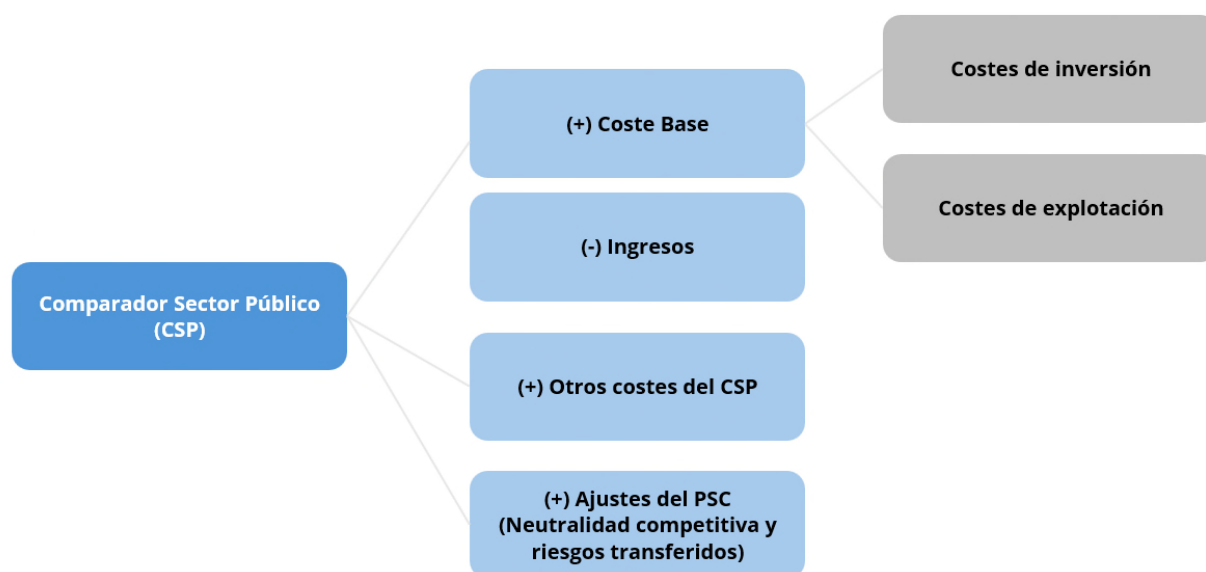 Comparador Sector Público
(CSP)
(+) Coste Base
(-) Ingresos
(+) Otros costes del CSP
(+) Ajustes del PSC
(Neutralidad competitiva y
riesgos transferidos)
Costes de inversión
Costes de explotación